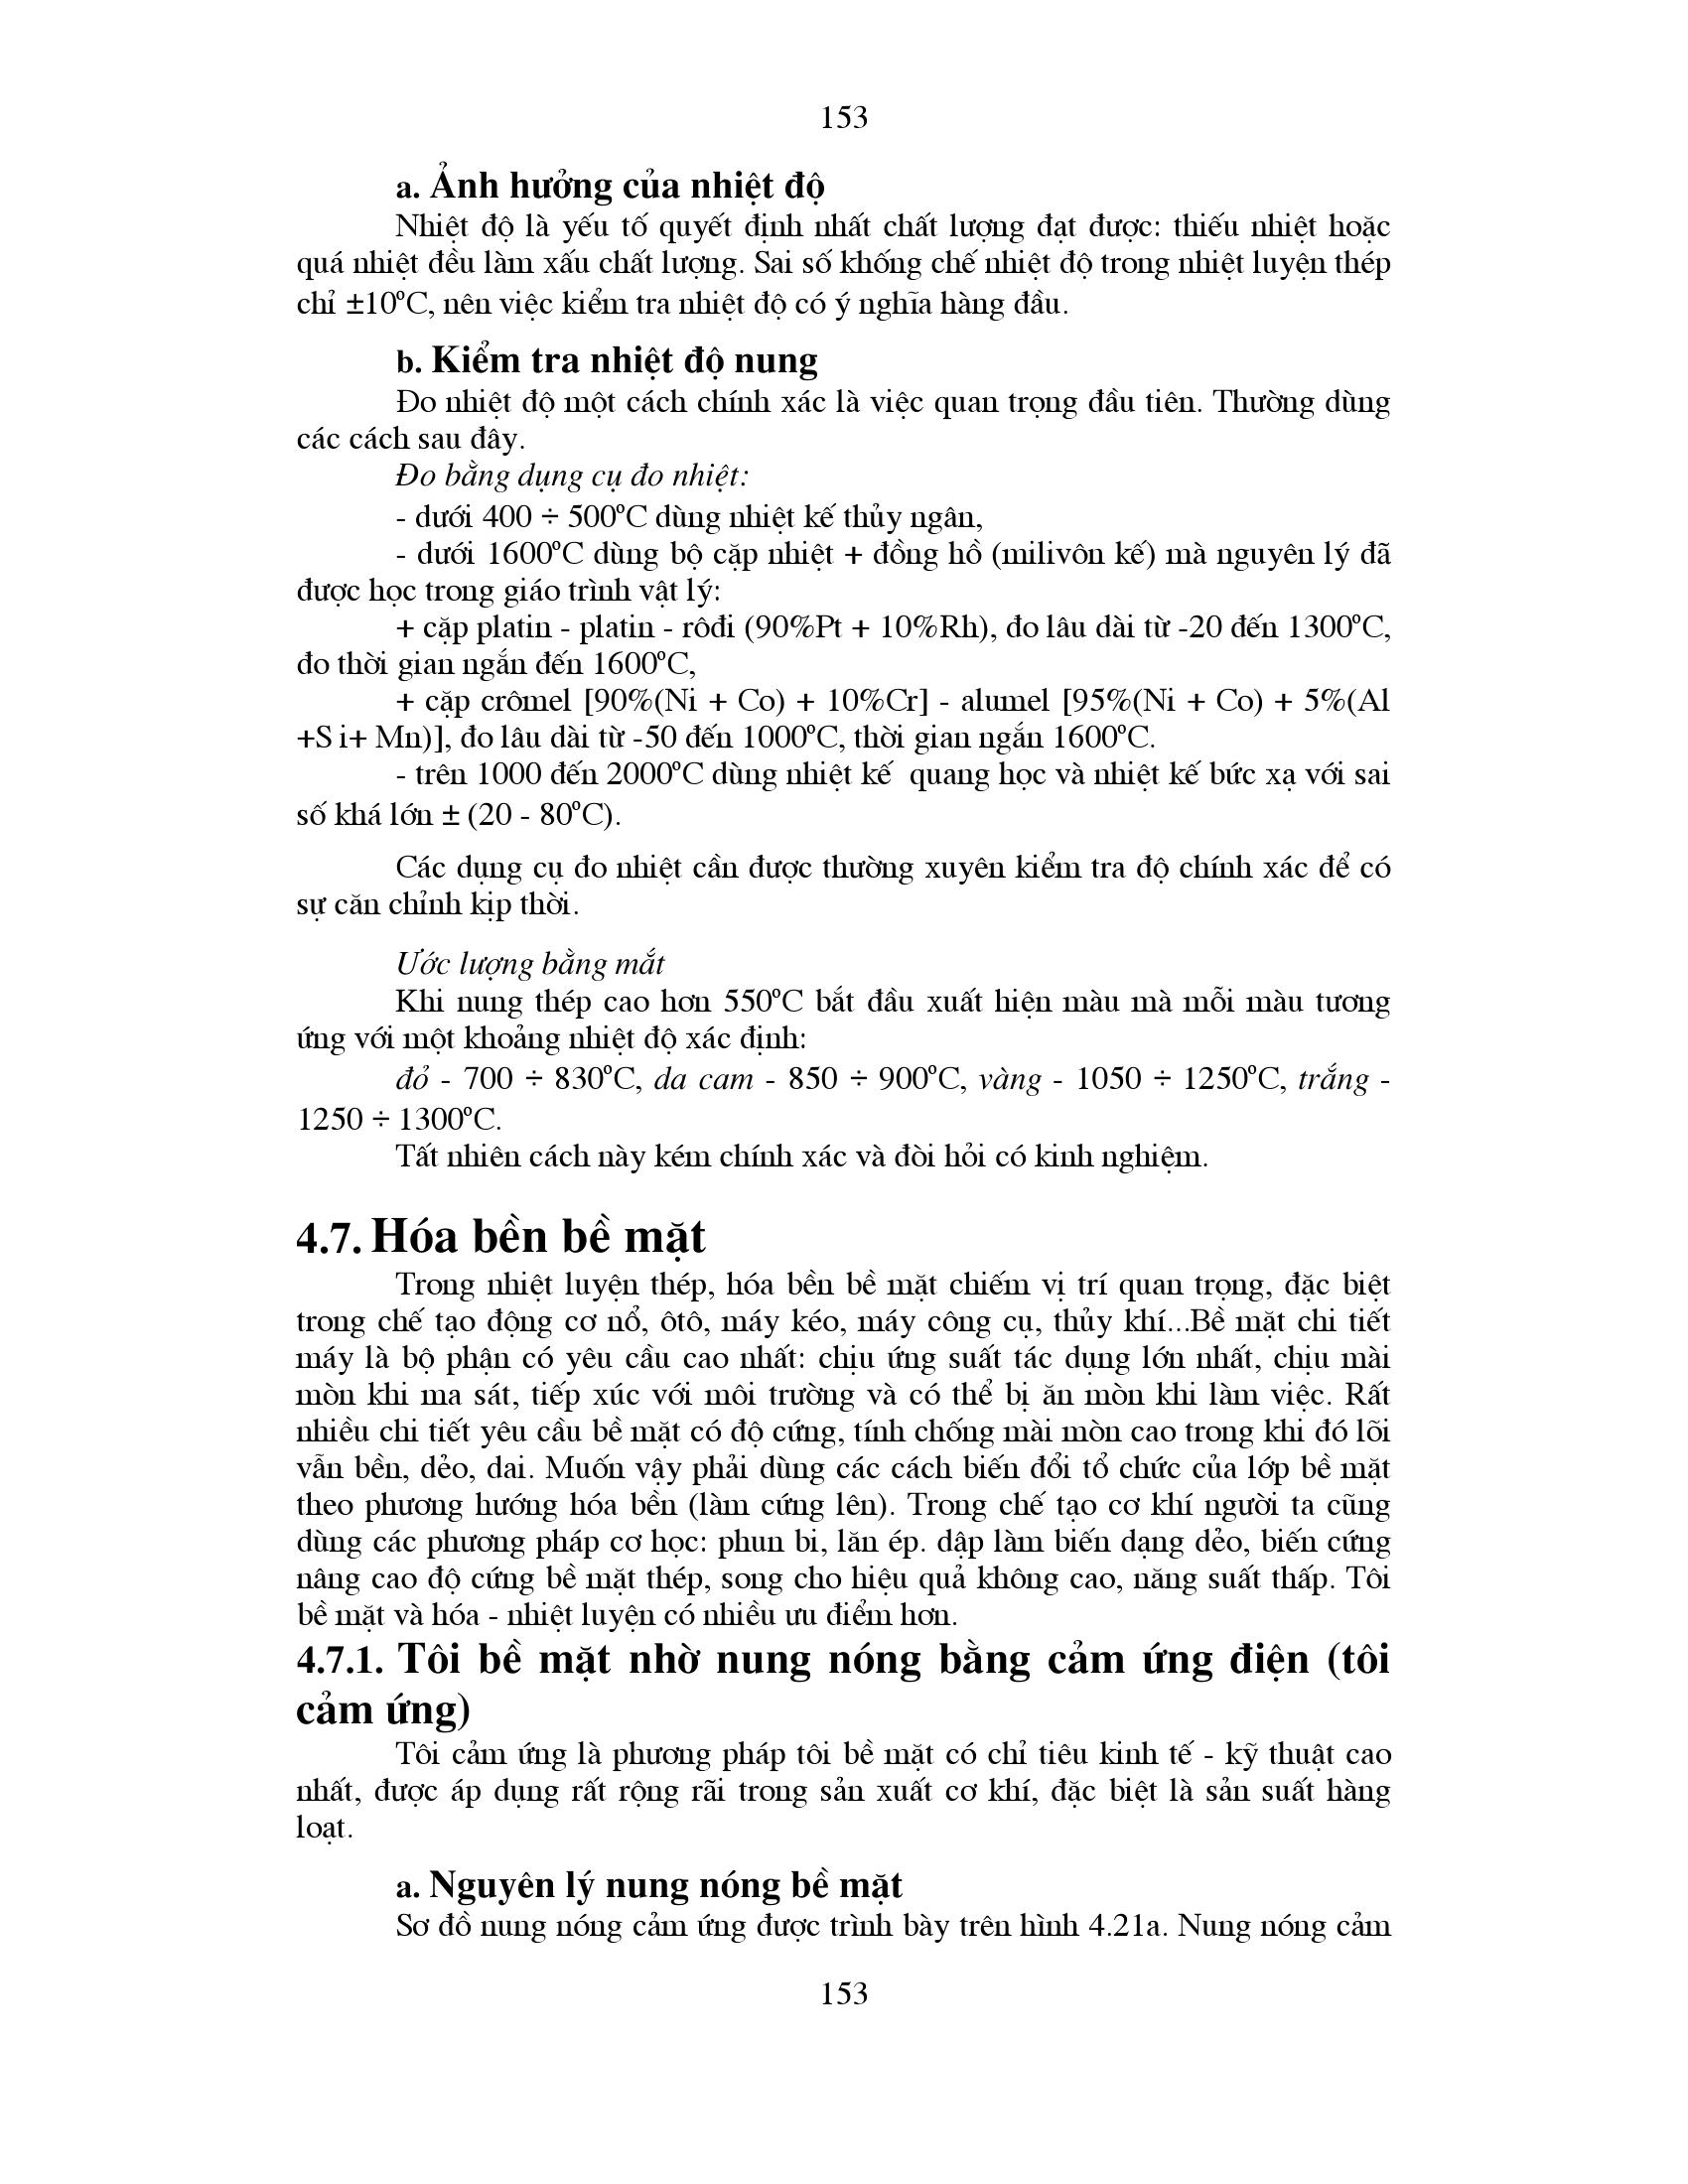 153
a. Ảnh hưởng của nhiệt độ
Nhiệt độ là yếu tố quyết định nhất chất lượng đạt được: thiếu nhiệt hoặc
quá nhiệt đều làm xấu chất lượng. Sai số khống chế nhiệt độ trong nhiệt luyện thép
chỉ ±10ºC, nên việc kiểm tra nhiệt độ có ý nghĩa hàng đầu.
b. Kiểm tra nhiệt độ nung
Đo nhiệt độ một cách chính xác là việc quan trọng đầu tiên. Thường dùng
các cách sau đây.
Đo bằng dụng cụ đo nhiệt:
- dưới 400 ÷ 500ºC dùng nhiệt kế thủy ngân,
- dưới 1600ºC dùng bộ cặp nhiệt + đồng hồ (milivôn kế) mà nguyên lý đã
được học trong giáo trình vật lý:
+ cặp platin - platin - rôđi (90%Pt + 10%Rh), đo lâu dài từ -20 đến 1300ºC,
đo thời gian ngắn đến 1600ºC,
+ cặp crômel [90%(Ni + Co) + 10%Cr] - alumel [95%(Ni + Co) + 5%(Al
+S i+ Mn)], đo lâu dài từ -50 đến 1000ºC, thời gian ngắn 1600ºC.
- trên 1000 đến 2000ºC dùng nhiệt kế quang học và nhiệt kế bức xạ với sai
số khá lớn ± (20 - 80ºC).
Các dụng cụ đo nhiệt cần được thường xuyên kiểm tra độ chính xác để có
sự căn chỉnh kịp thời.
Ước lượng bằng mắt
Khi nung thép cao hơn 550ºC bắt đầu xuất hiện màu mà mỗi màu tương
ứng với một khoảng nhiệt độ xác định:
đỏ - 700 ÷ 830ºC, da cam - 850 ÷ 900ºC, vàng - 1050 ÷ 1250ºC, trắng -
1250 ÷ 1300ºC.
Tất nhiên cách này kém chính xác và đòi hỏi có kinh nghiệm.
4.7. Hóa bền bề mặt
Trong nhiệt luyện thép, hóa bền bề mặt chiếm vị trí quan trọng, đặc biệt
trong chế tạo động cơ nổ, ôtô, máy kéo, máy công cụ, thủy khí...Bề mặt chi tiết
máy là bộ phận có yêu cầu cao nhất: chịu ứng suất tác dụng lớn nhất, chịu mài
mòn khi ma sát, tiếp xúc với môi trường và có thể bị ăn mòn khi làm việc. Rất
nhiều chi tiết yêu cầu bề mặt có độ cứng, tính chống mài mòn cao trong khi đó lõi
vẫn bền, dẻo, dai. Muốn vậy phải dùng các cách biến đổi tổ chức của lớp bề mặt
theo phương hướng hóa bền (làm cứng lên). Trong chế tạo cơ khí người ta cũng
dùng các phương pháp cơ học: phun bi, lăn ép. dập làm biến dạng dẻo, biến cứng
nâng cao độ cứng bề mặt thép, song cho hiệu quả không cao, năng suất thấp. Tôi
bề mặt và hóa - nhiệt luyện có nhiều ưu điểm hơn.
4.7.1. Tôi bề mặt nhờ nung nóng bằng cảm ứng điện (tôi
cảm ứng)
Tôi cảm ứng là phương pháp tôi bề mặt có chỉ tiêu kinh tế - kỹ thuật cao
nhất, được áp dụng rất rộng rãi trong sản xuất cơ khí, đặc biệt là sản suất hàng
loạt.
a. Nguyên lý nung nóng bề mặt
Sơ đồ nung nóng cảm ứng được trình bày trên hình 4.21a. Nung nóng cảm
153